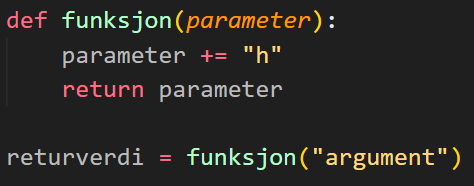 def funksjon(parameter):
    parameter += "h"
    return parameter

returverdi = funksjon("argument")